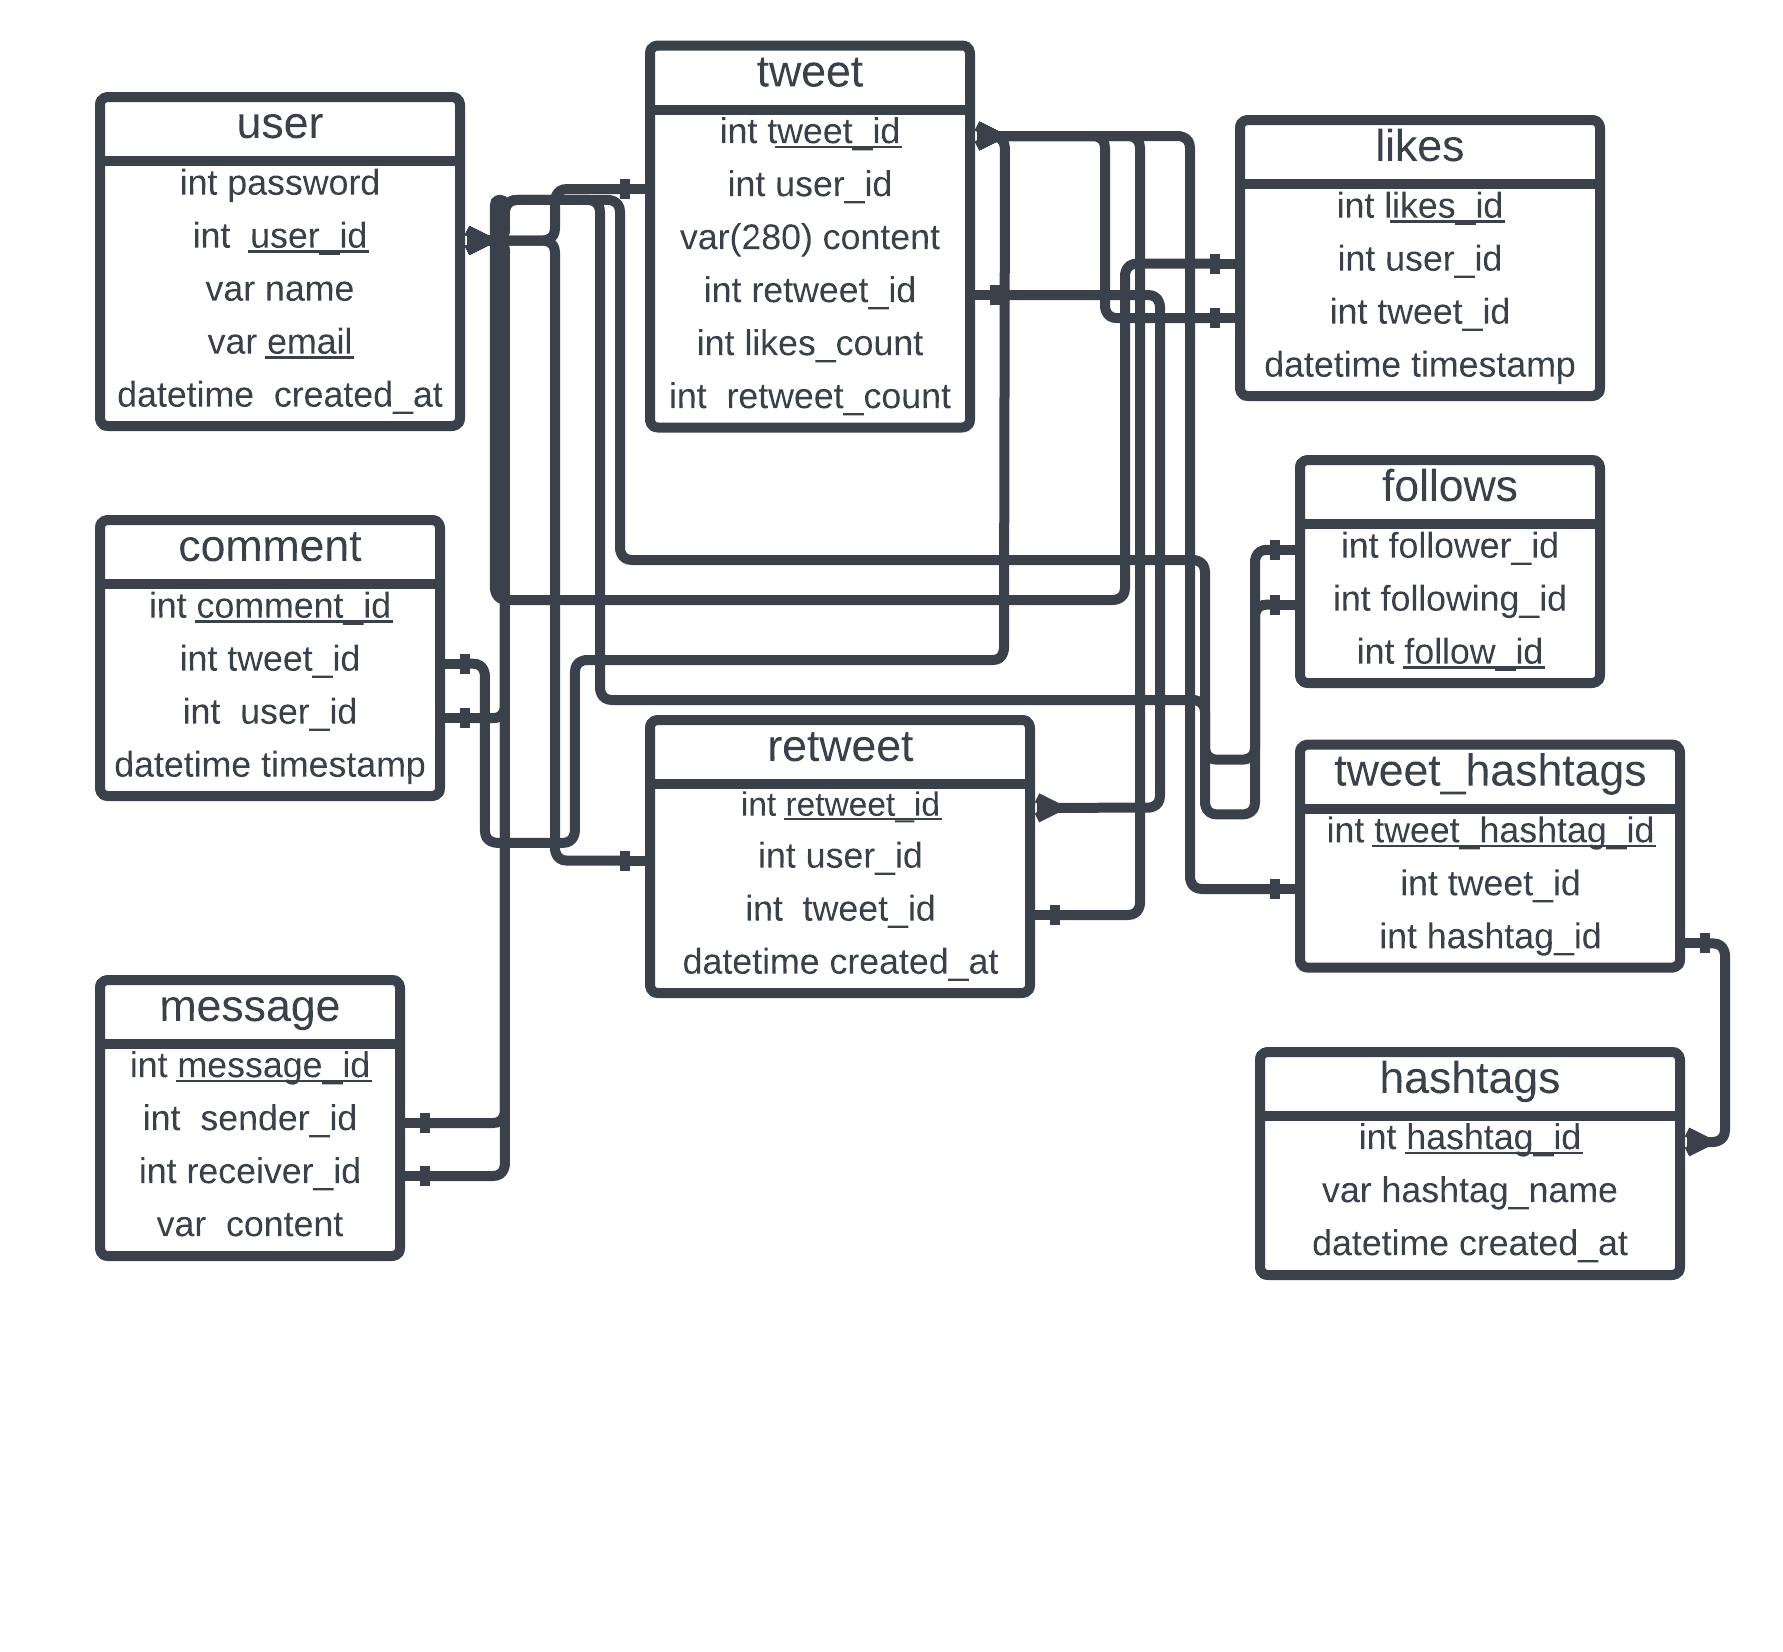 user
int password
int user_id
var name
var email
datetime created_at
tweet
int tweet_id
int user_id
var(280) content
int retweet_id
int likes_count
int retweet_count
likes
int likes_id
int user_id
int tweet_id
datetime timestamp
follows
int follower_id
int following_id
int follow_id
comment
int comment_id
int tweet_id
int user_id
datetime timestamp
retweet
int retweet_id
int user_id
int tweet_id
datetime created_at
tweet_hashtags
int tweet_hashtag_id
int tweet_id
int hashtag_id
message
int message_id
int sender_id
int receiver_id
var content
hashtags
int hashtag_id
var hashtag_name
datetime created_at